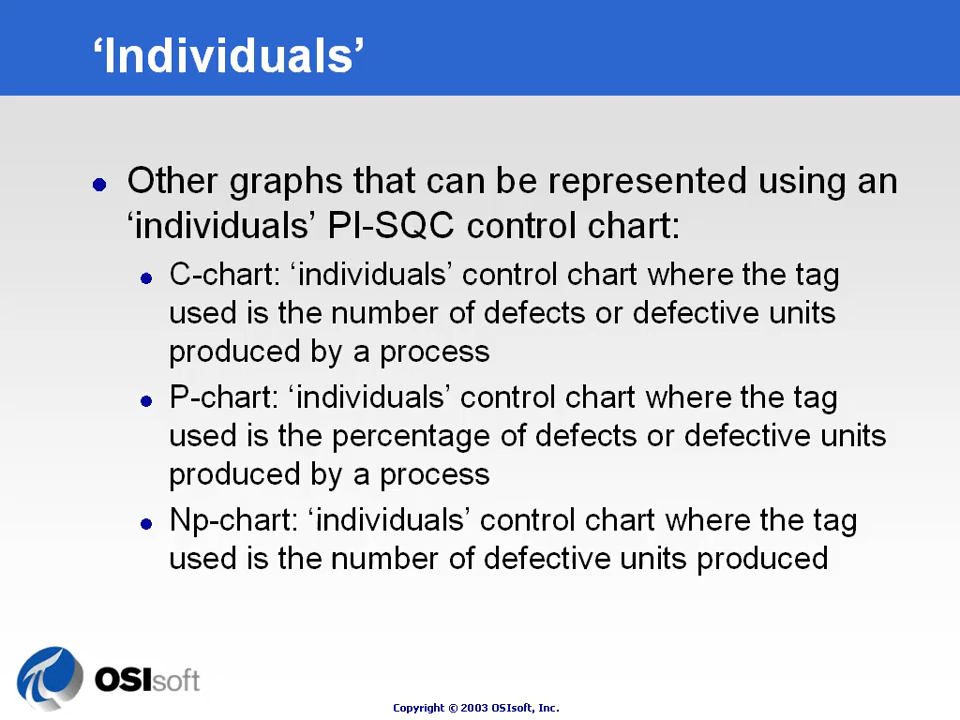 ‘Individuals’
Other graphs that can be represented using an
‘individuals’ PI-SQC control chart:
C-chart: ‘individuals’ control chart where the tag
used is the number of defects or defective units
produced by a process
P-chart: ‘individuals’ control chart where the tag
used is the percentage of defects or defective units
produced by a process
Np-chart: ‘individuals’ control chart where the tag
used is the number of defective units produced
OSIsoft
Copyright © 2003 OSIsoft, Inc.